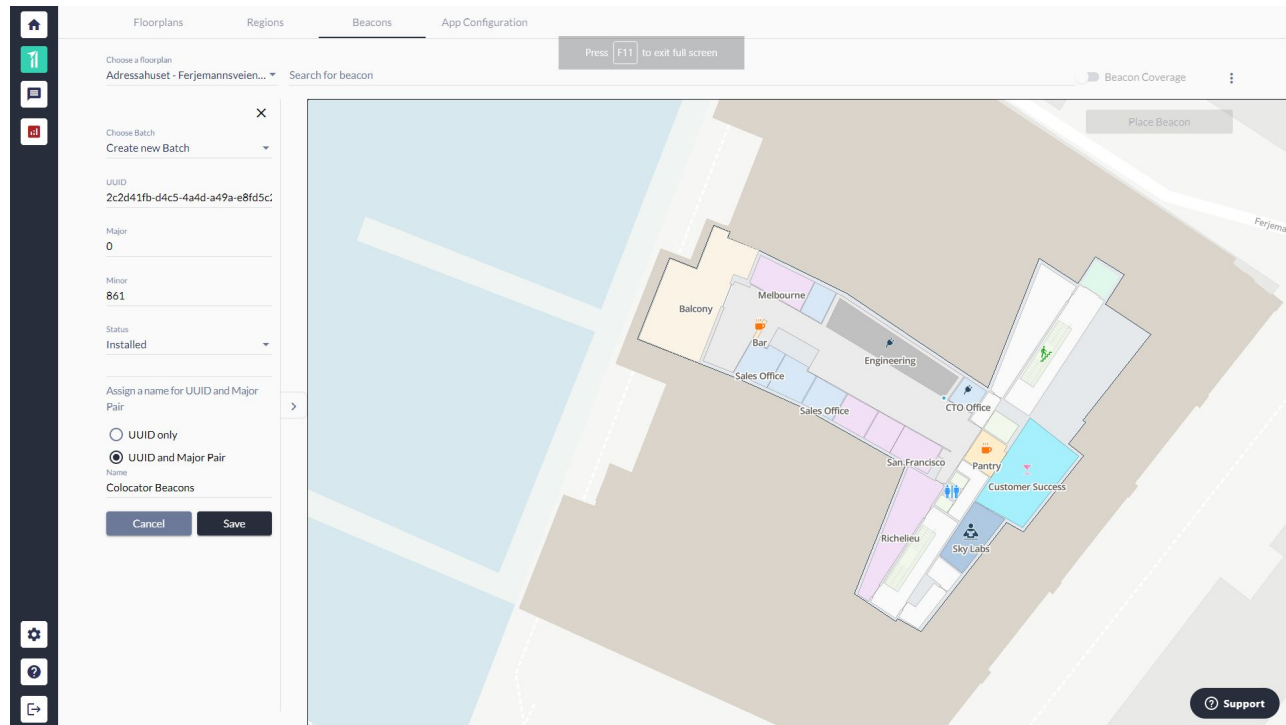 Floorplans
Regions
Beacons
App Configuration
Press F11 to exit full screen
Choose a floorplan
Adressahuset - Ferjemannsveien...
Search for beacon
Beacon Coverage
Choose Batch
Create new Batch
UUID
2c2d41fb-d4c5-4a4d-a49a-e8fd5c
Major
0
Minor
861
Status
Installed
Assign a name for UUID and Major
Pair
UUID only
UUID and Major Pair
Name
Colocator Beacons
Cancel
Save
Place Beacon
Ferjema
Melbourne
Balcony
Bar
Engineering
Sales Office
Sales Office
CTO Office
San Francisco
Pantry
Customer Success
Richelieu
Sky Labs
Support